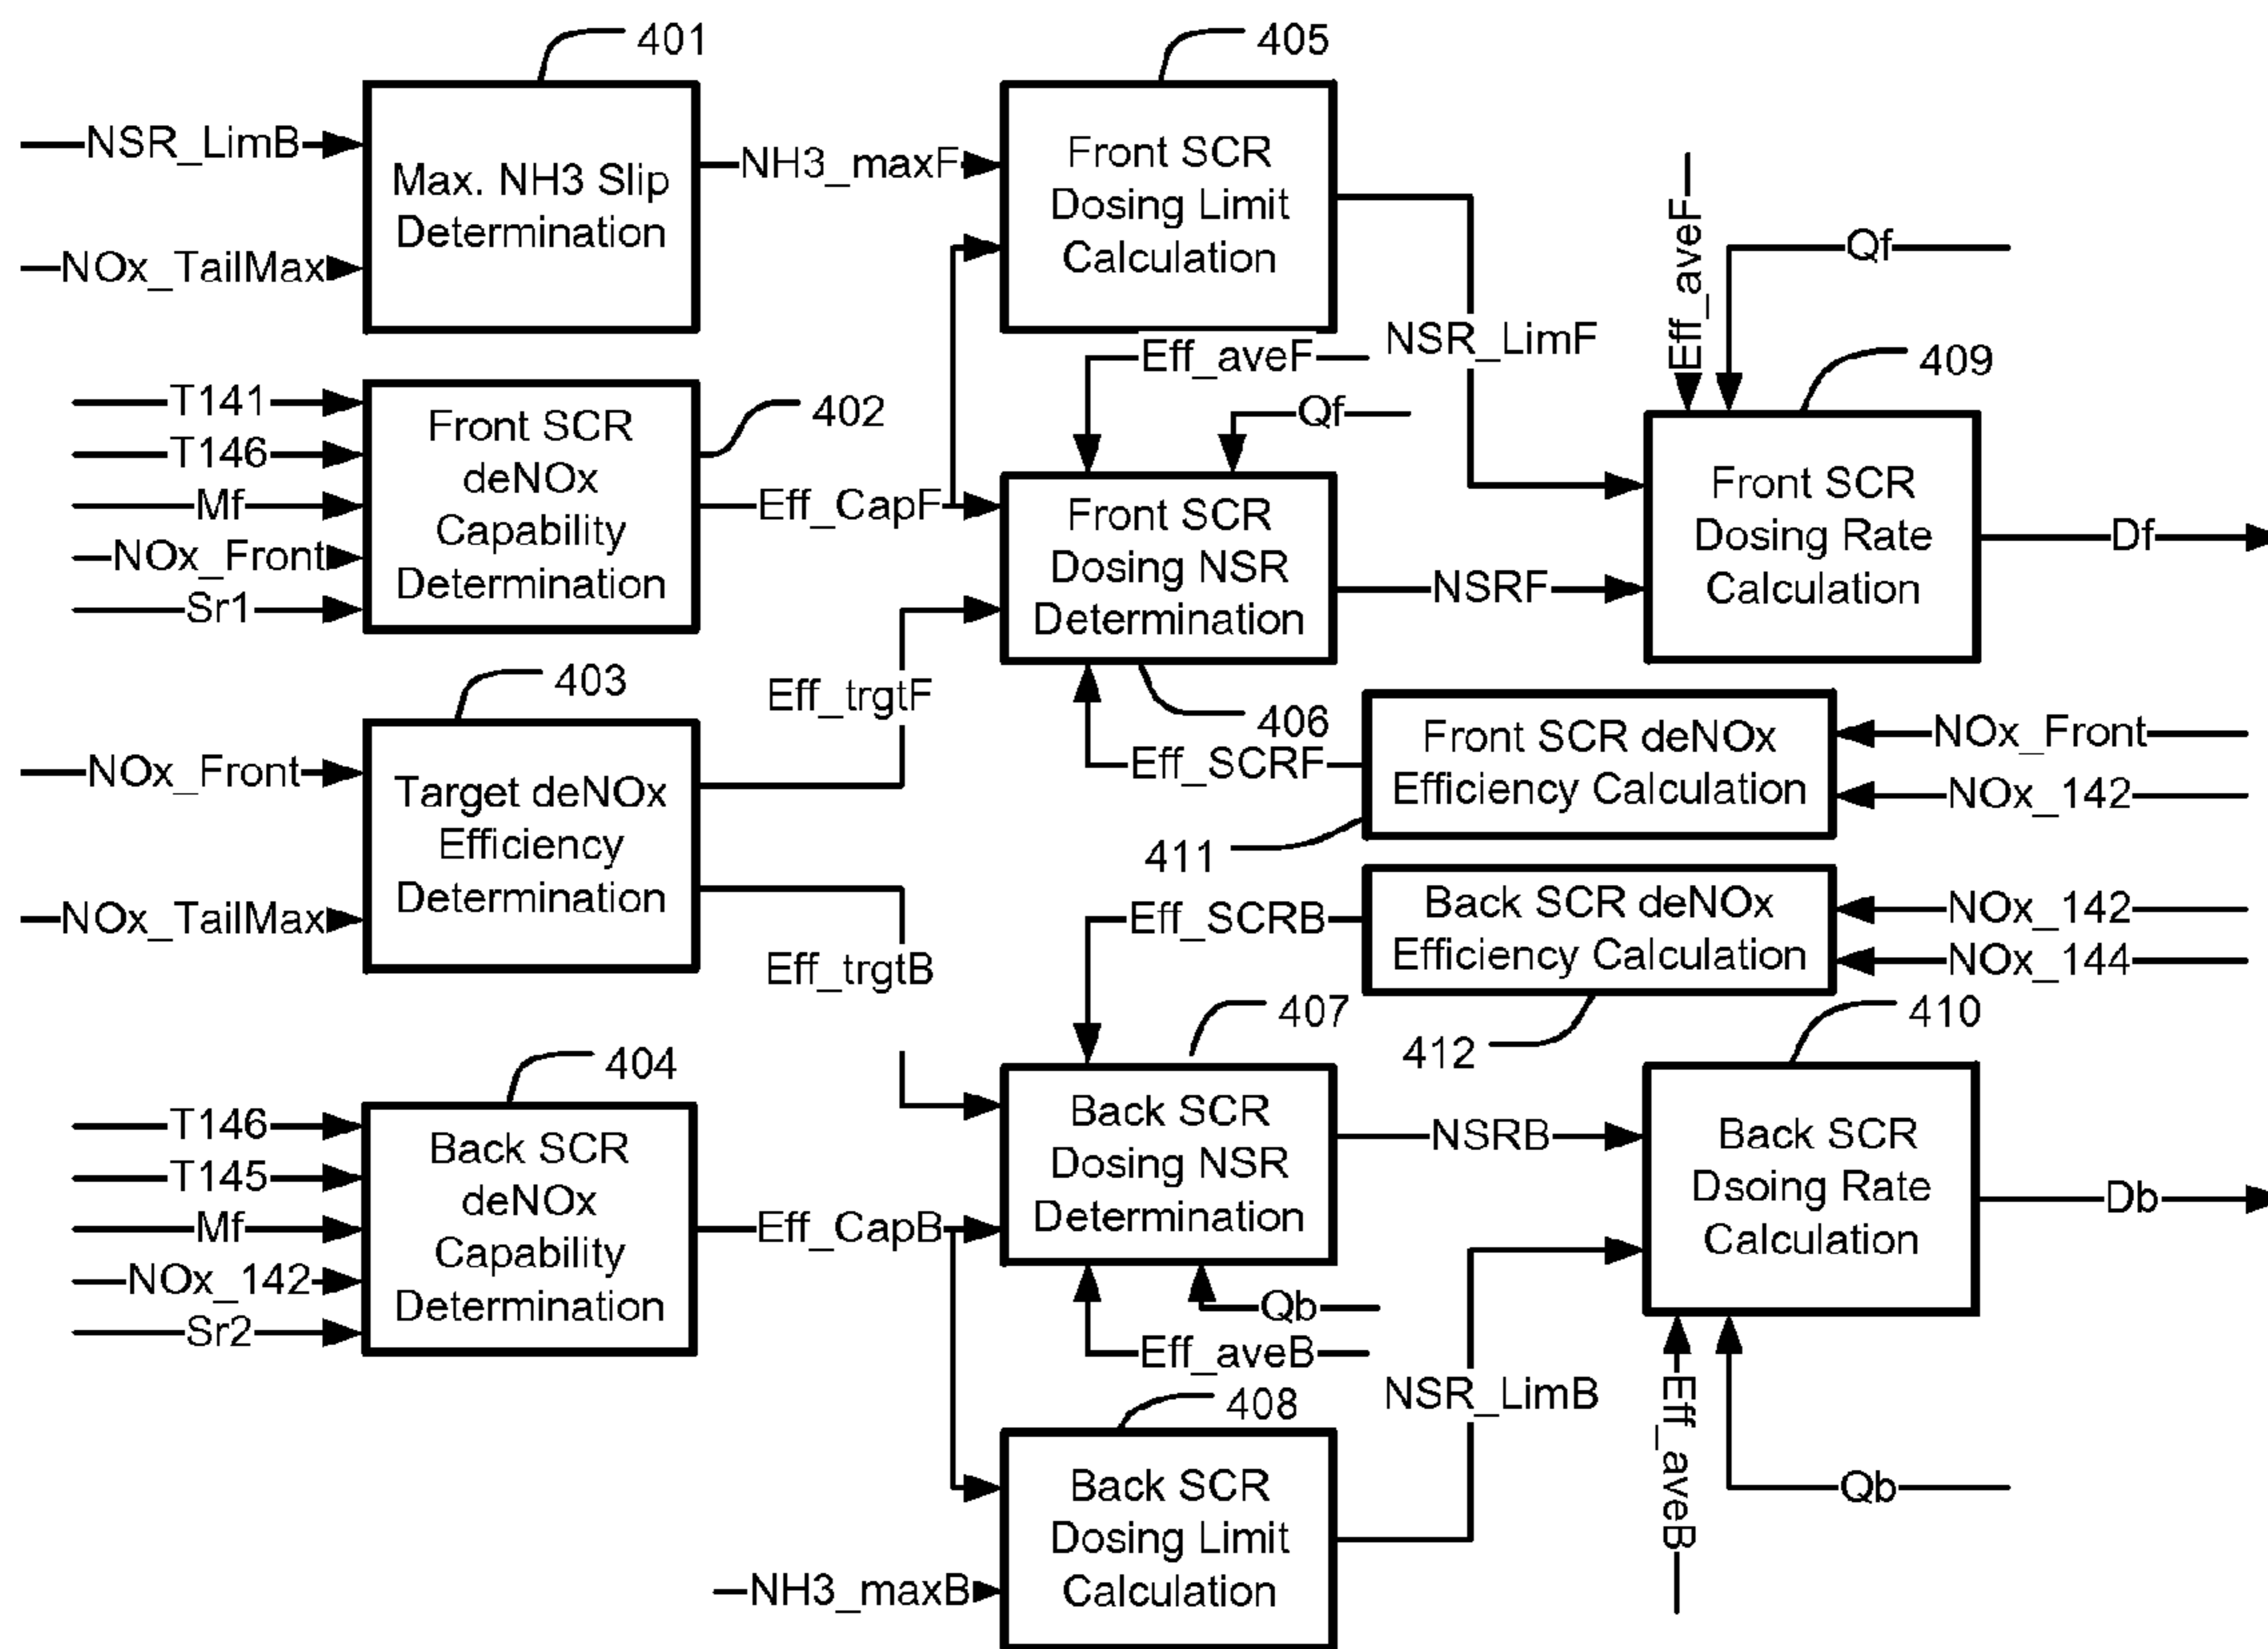 401
NSR_LimB
NOx_TailMax
Max. NH3 Slip
Determination
NH3_maxF
405
Front SCR
Dosing Limit
Calculation
NSR_LimF
Eff_aveF
Qf
409
T141
T146
Mf
NOx_Front
Sr1
Front SCR
deNOx
Capability
Determination
402
Eff_CapF
Eff_aveF
Qf
Front SCR
Dosing NSR
Determination
NSRF
Front SCR
Dosing Rate
Calculation
Df
403
NOx_Front
NOx_TailMax
Target deNOx
Efficiency
Determination
Eff_trgtF
Eff_trgtB
406
Eff_SCRF
Front SCR deNOx
Efficiency Calculation
NOx_Front
NOx_142
411
Eff_SCRB
Back SCR deNOx
Efficiency Calculation
NOx_142
NOx_144
412
407
410
404
T146
T145
Mf
NOx_142
Sr2
Back SCR
deNOx
Capability
Determination
Eff_CapB
Back SCR
Dosing NSR
Determination
NSRB
Back SCR
Dsoing Rate
Calculation
Db
Qb
Eff_aveB
408
NSR_LimB
Eff_aveB
Qb
Back SCR
Dosing Limit
Calculation
NH3_maxB